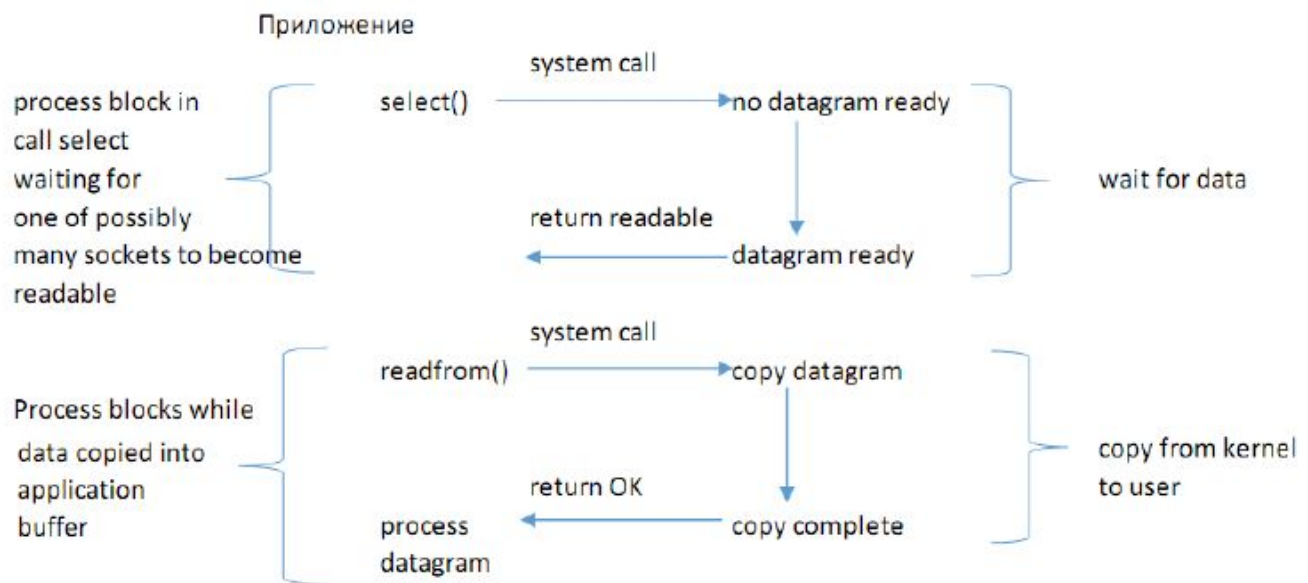 Приложение
system call
process block in
call select
waiting for
one of possibly
many sockets to become
readable
select()
no datagram ready
wait for data
return readable
datagram ready
system call
readfrom()
copy datagram
Process blocks while
data copied into
application
buffer
copy from kernel
to user
return OK
process
datagram
copy complete